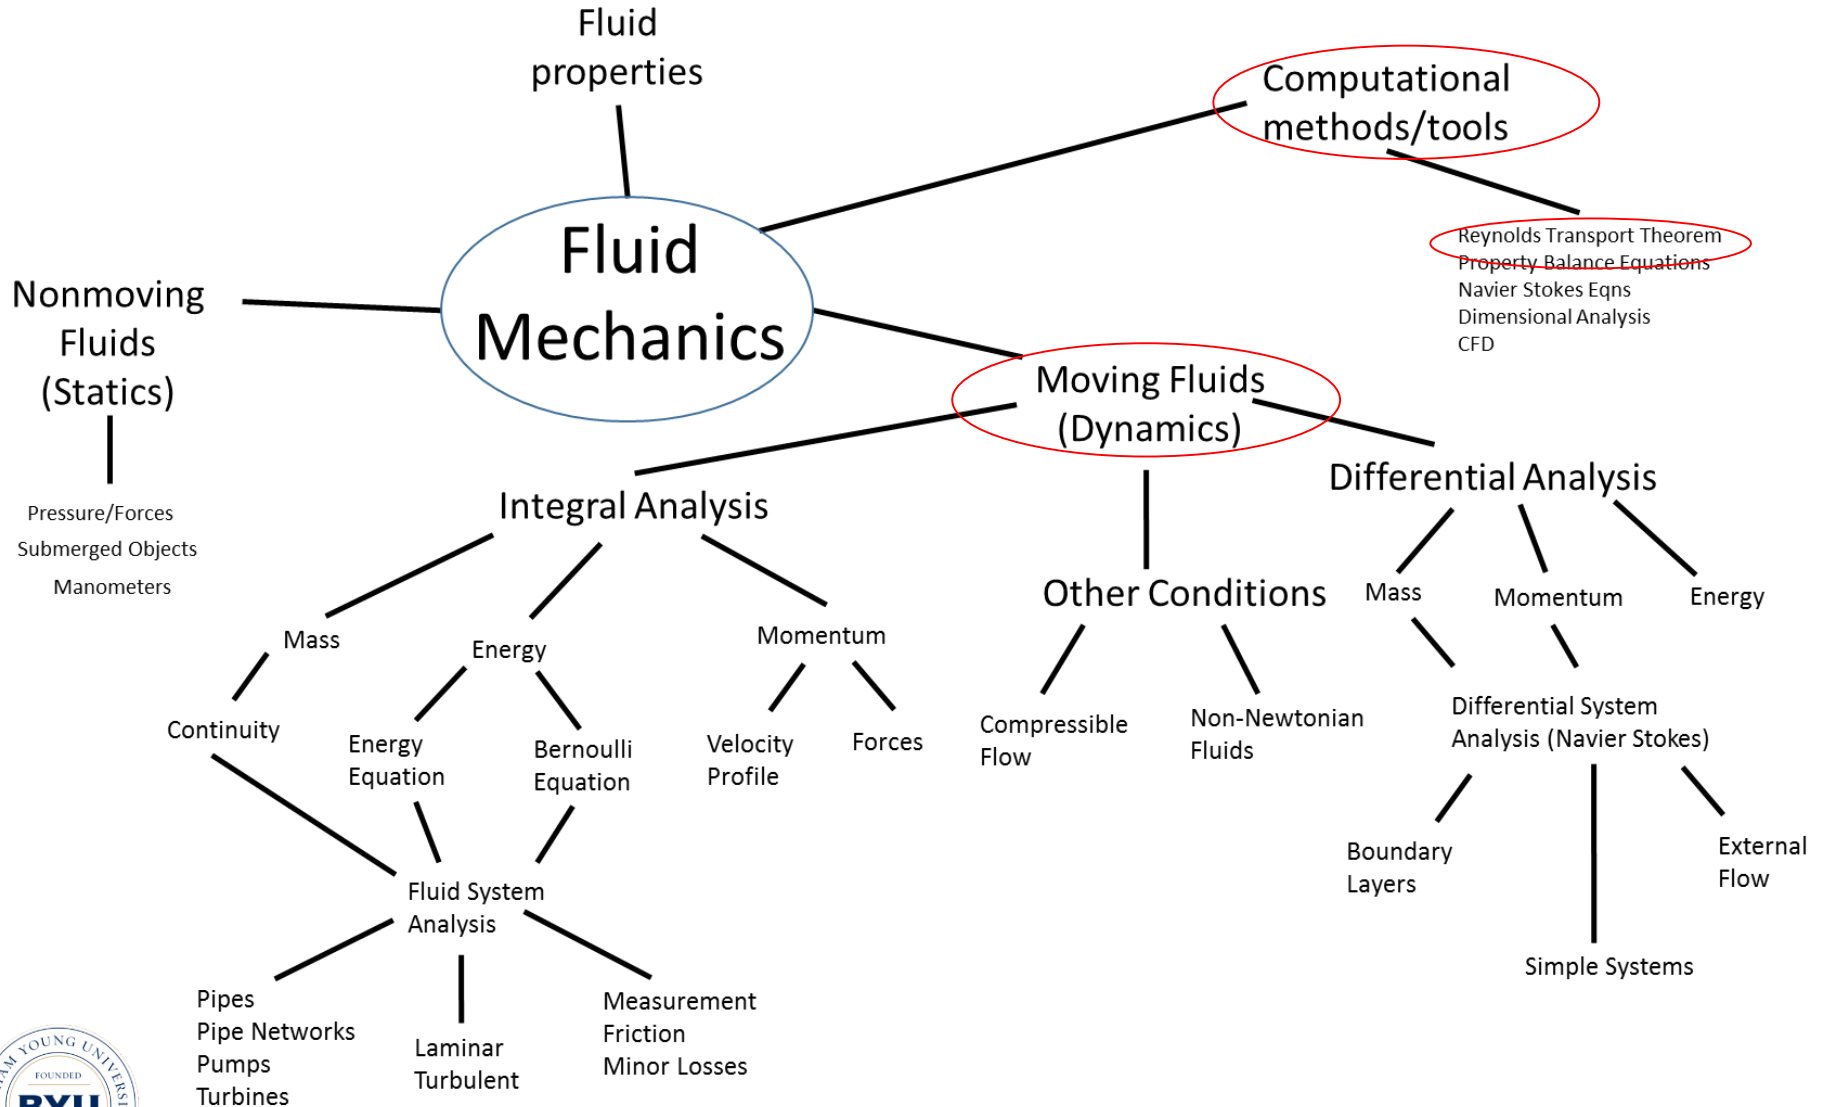 Fluid
properties
Computational
methods/tools
Fluid
Mechanics
Reynolds Transport Theorem
Property Balance Equations
Navier Stokes Eqns
Dimensional Analysis
CFD
Nonmoving
Fluids
(Statics)
Pressure/Forces
Submerged Objects
Manometers
Moving Fluids
(Dynamics)
Integral Analysis
Mass
Energy
Momentum
Continuity
Energy
Equation
Bernoulli
Equation
Velocity
Profile
Forces
Fluid System
Analysis
Pipes
Pipe Networks
Pumps
Turbines
Laminar
Turbulent
Measurement
Friction
Minor Losses
Other Conditions
Compressible
Flow
Non-Newtonian
Fluids
Differential Analysis
Mass
Momentum
Energy
Differential System
Analysis (Navier Stokes)
Boundary
Layers
Simple Systems
External
Flow
YOUNG
FOUNDED
BYU